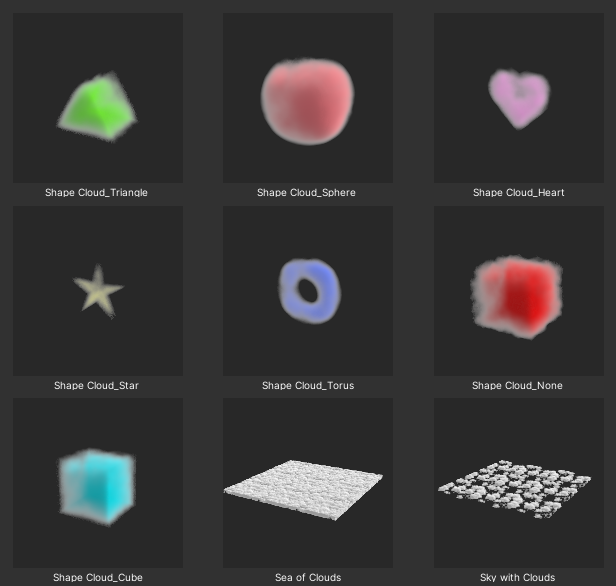 Shape Cloud_Triangle
Shape Cloud_Sphere
Shape Cloud_Heart
Shape Cloud_Star
Shape Cloud_Torus
Shape Cloud_None
Shape Cloud_Cube
Sea of Clouds
Sky with Clouds